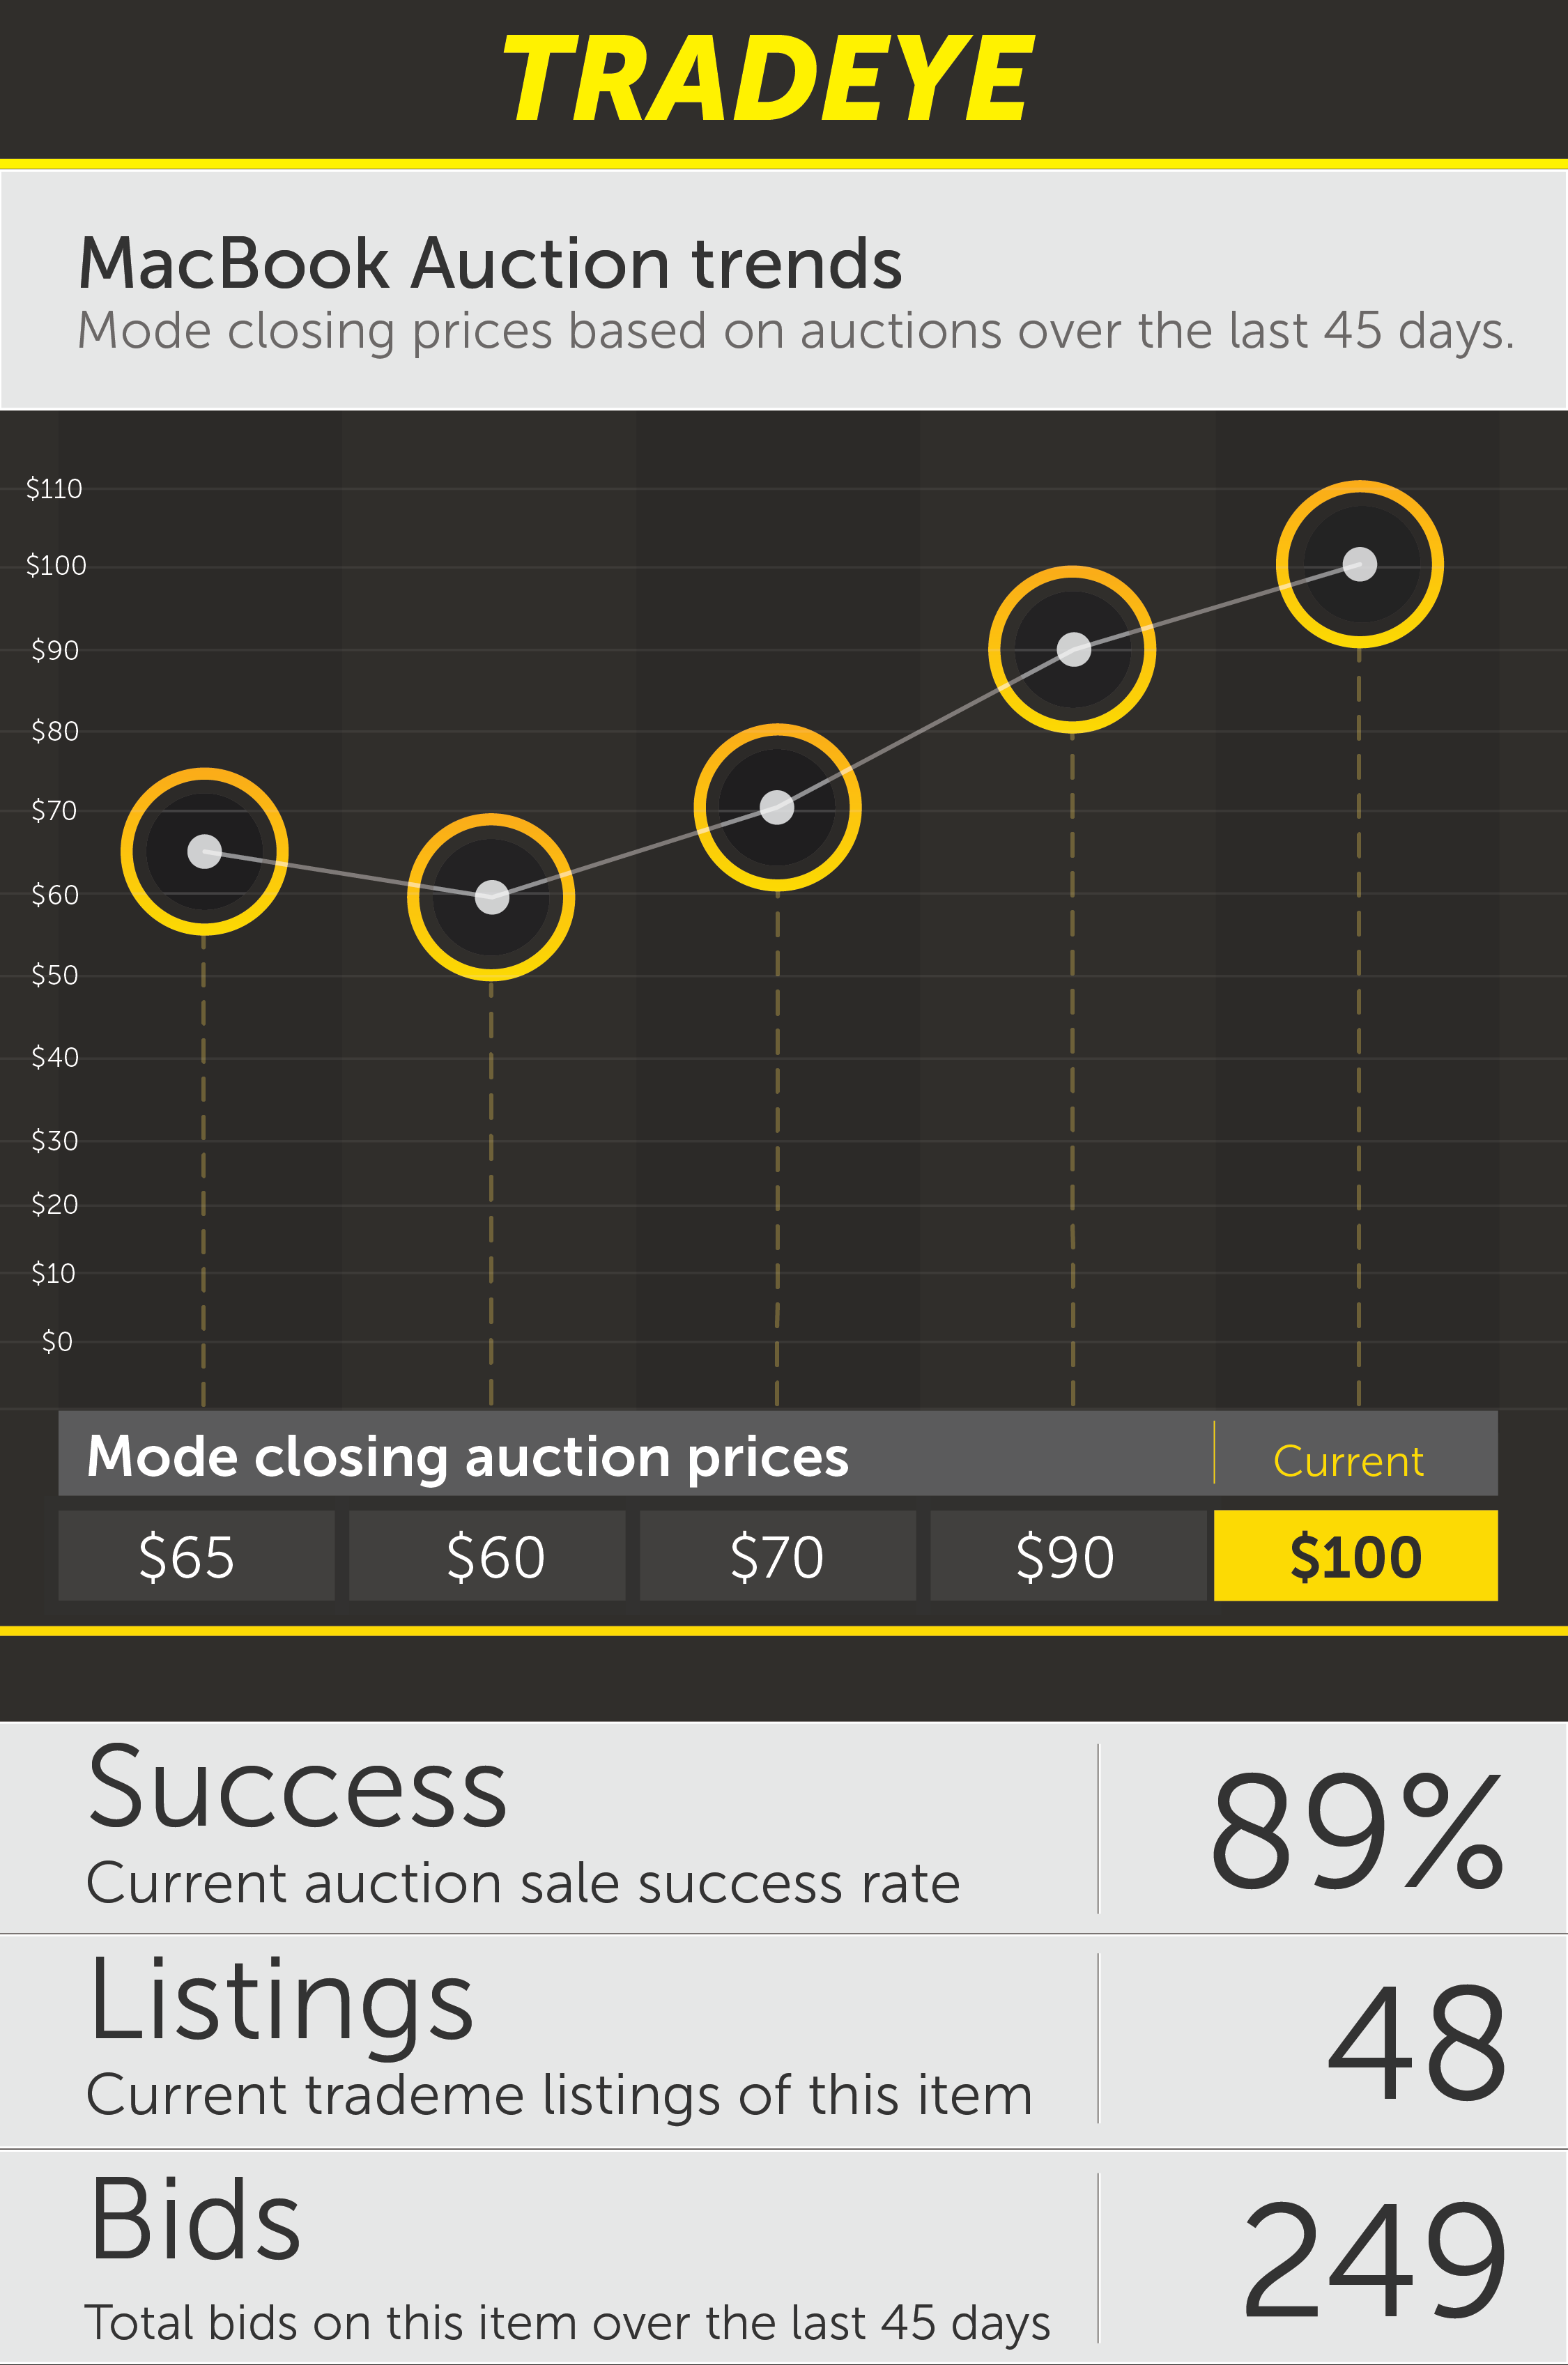 TRADEYE
MacBook Auction trends
Mode closing prices based on auctions over the last 45 days.
$110
$100
$90
$80
$70
$60
$50
$40
$30
$20
$10
$0
Mode closing auction prices Current
$65 $60 $70 $90 $100
Success
Current auction sale success rate
89%
Listings
Current trademe listings of this item
48
Bids
Total bids on this item over the last 45 days
249